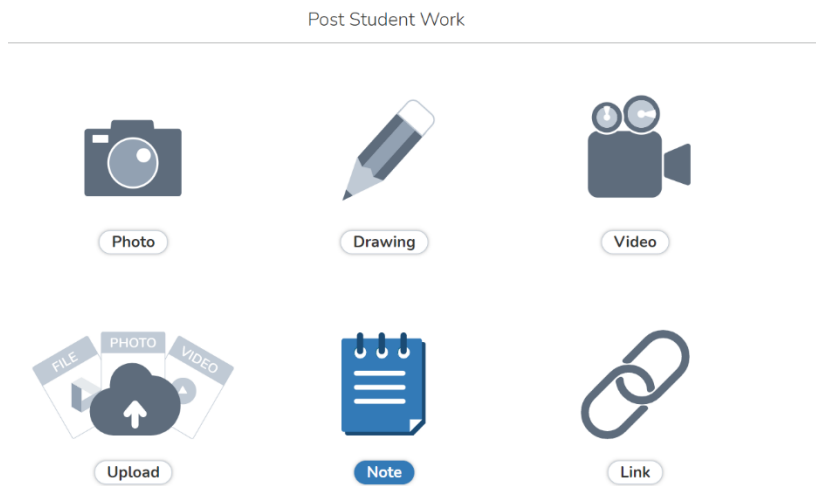 Post Student Work
Photo
Drawing
Video
FILE
PHOTO
VIDEO
Upload
Note
Link